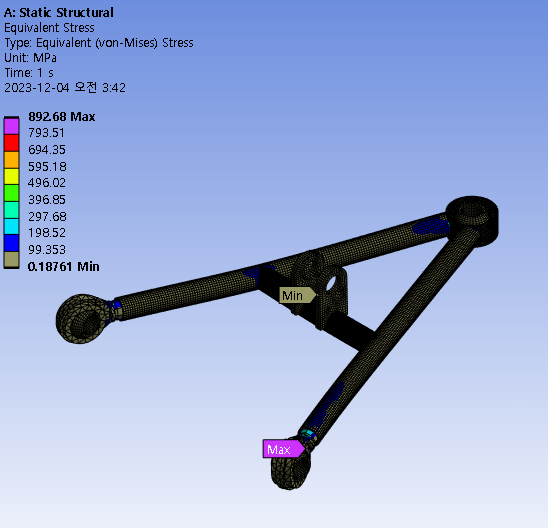 A: Static Structural
Equivalent Stress
Type: Equivalent (von-Mises) Stress
Unit: MPa
Time: 1 s
2023-12-04 오전 3:42
892.68 Max
793.51
694.35
595.18
496.02
396.85
297.68
198.52
99.353
0.18761 Min
Min
Max